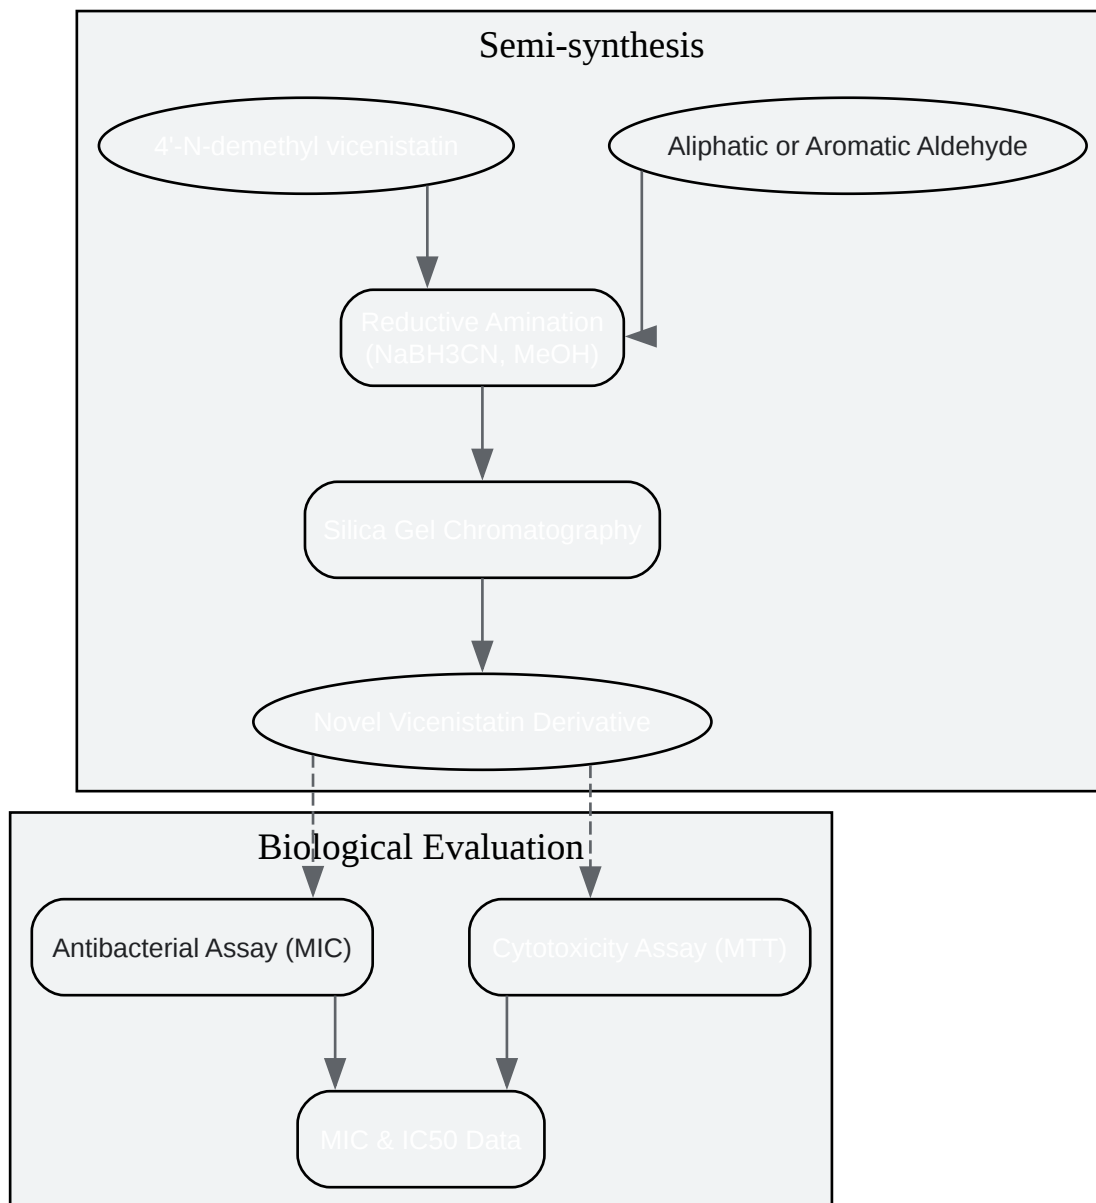 Semi-synthesis
4'-N-demethyl vicenistatin
Aliphatic or Aromatic Aldehyde
Reductive Amination
(NaBH3CN, MeOH)
Silica Gel Chromatography
Novel Vicenistatin Derivative
Biological Evaluation
Antibacterial Assay (MIC)
Cytotoxicity Assay (MTT)
MIC & IC50 Data